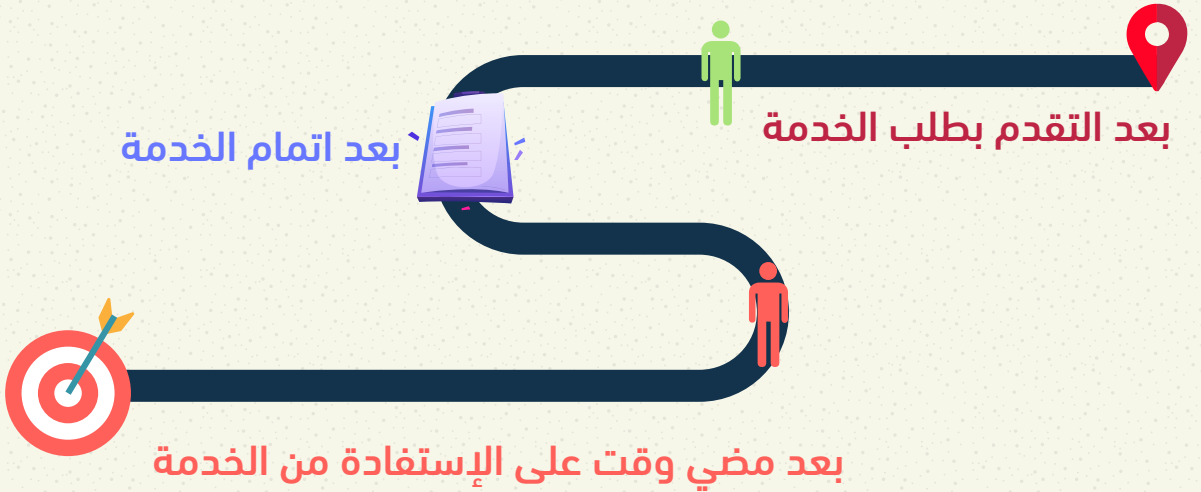 بعد التقدم بطلب الخدمة
بعد اتمام الخدمة
بعد مضي وقت على الإستفادة من الخدمة